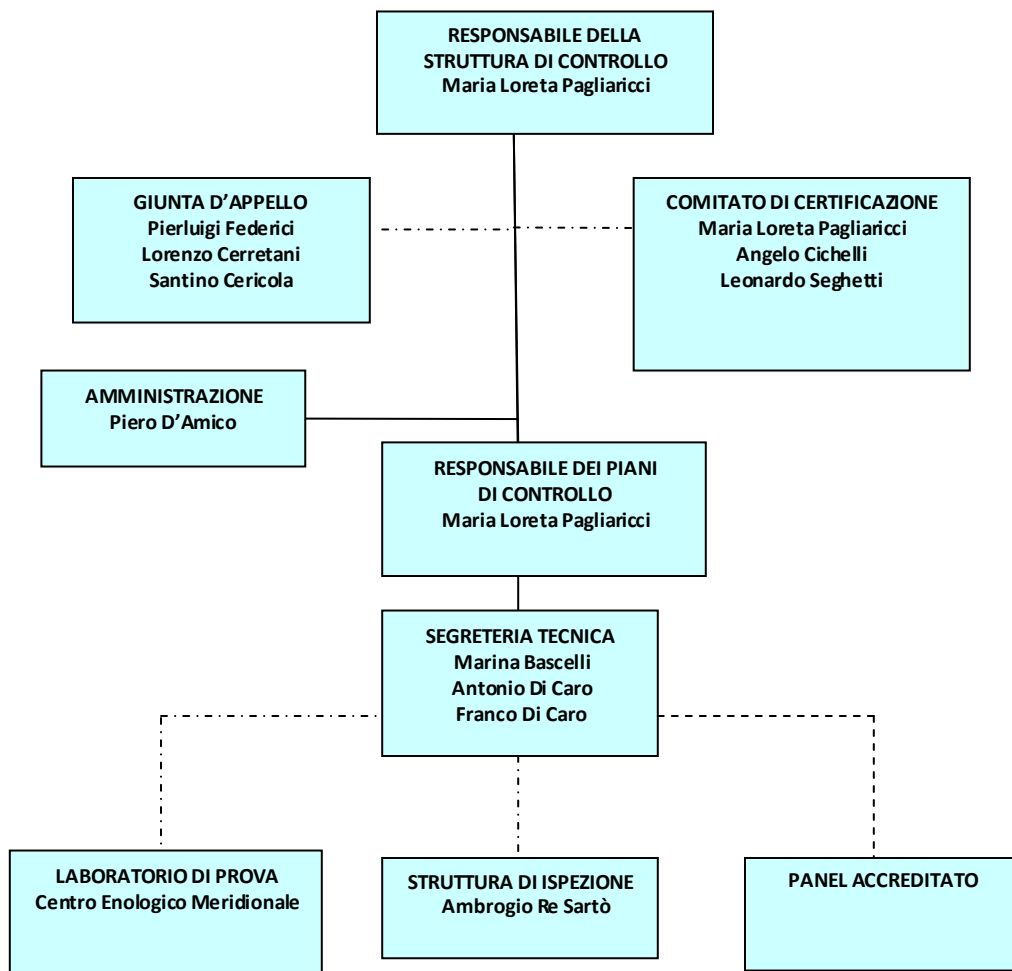 RESPONSABILE DELLA
STRUTTURA DI CONTROLLO
Maria Loreta Pagliaricci
GIUNTA D’APPELLO
Pierluigi Federici
Lorenzo Cerretani
Santino Cericola
COMITATO DI CERTIFICAZIONE
Maria Loreta Pagliaricci
Angelo Cichelli
Leonardo Seghetti
AMMINISTRAZIONE
Piero D’Amico
RESPONSABILE DEI PIANI
DI CONTROLLO
Maria Loreta Pagliaricci
SEGRETERIA TECNICA
Marina Bascelli
Antonio Di Caro
Franco Di Caro
LABORATORIO DI PROVA
Centro Enologico Meridionale
STRUTTURA DI ISPEZIONE
Ambrogio Re Sartò
PANEL ACCREDITATO